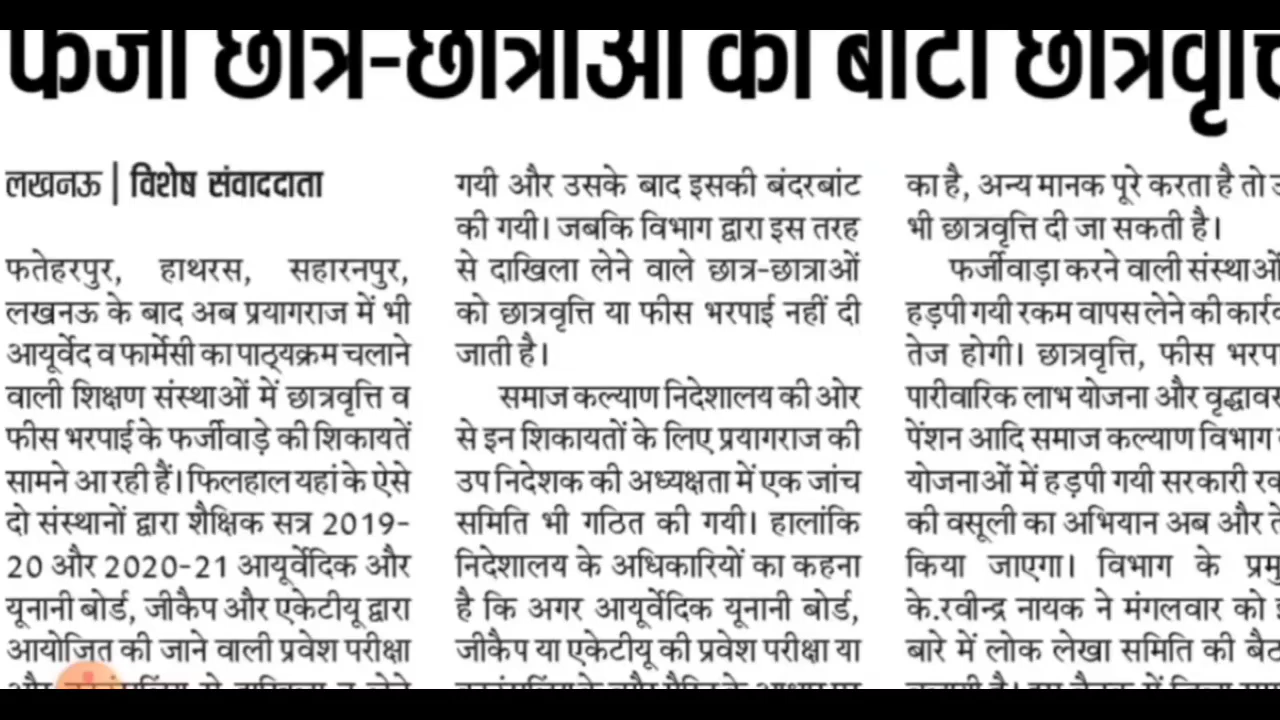 फर्जी छात्र-छात्राओं को बांटी
लखनऊ | विशेष संवाददाता
फतेहरपुर, हाथरस, सहारनपुर,
लखनऊ के बाद अब प्रयागराज में भी
आयूर्वेद व फार्मेसी का पाठ्यक्रम चलाने
वाली शिक्षण संस्थाओं में छात्रवृत्ति व
फीस भरपाई के फर्जीवाड़े की शिकायतें
सामने आ रही हैं। फिलहाल यहां के ऐसे
दो संस्थानों द्वारा शैक्षिक सत्र 2019-
20 और 2020-21 आयूर्वेदिक और
यूनानी बोर्ड, जीकैप और एकेटीयू द्वारा
आयोजित की जाने वाली प्रवेश परीक्षा
गयी और उसके बाद इसकी बंदरबांट
की गयी। जबकि विभाग द्वारा इस तरह
से दाखिला लेने वाले छात्र-छात्राओं
को छात्रवृत्ति या फीस भरपाई नहीं दी
जाती है।
समाज कल्याण निदेशालय की ओर
से इन शिकायतों के लिए प्रयागराज की
उप निदेशक की अध्यक्षता में एक जांच
समिति भी गठित की गयी। हालांकि
निदेशालय के अधिकारियों का कहना
है कि अगर आयूर्वेदिक यूनानी बोर्ड,
जीकैप या एकेटीयू की प्रवेश परीक्षा या
का है, अन्य मानक पूरे करता है तो
भी छात्रवृत्ति दी जा सकती है।
फर्जीवाड़ा करने वाली संस्थाओं
हड़पी गयी रकम वापस लेने की
तेज होगी। छात्रवृत्ति, फीस
पारीवारिक लाभ योजना और
पेंशन आदि समाज कल्याण विभाग
योजनाओं में हड़पी गयी सरकारी
की वसूली का अभियान अब और
किया जाएगा। विभाग के
के.रवीन्द्र नायक ने मंगलवार को
बारे में लोक लेखा समिति की